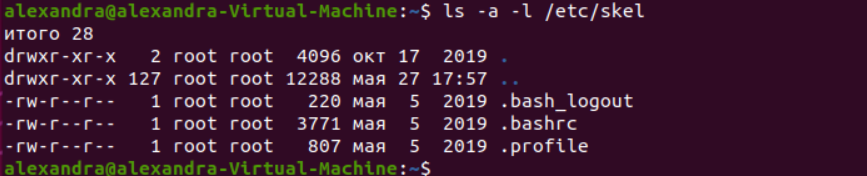 alexandra@alexandra-Virtual-Machine:~$ ls -a -l /etc/skel
итого 28
drwxr-xr-x   2 root root  4096 окт 17  2019 .
drwxr-xr-x 127 root root 12288 мая 27 17:57 ..
-rw-r--r--   1 root root   220 мая  5  2019 .bash_logout
-rw-r--r--   1 root root  3771 мая  5  2019 .bashrc
-rw-r--r--   1 root root   807 мая  5  2019 .profile
alexandra@alexandra-Virtual-Machine:~$